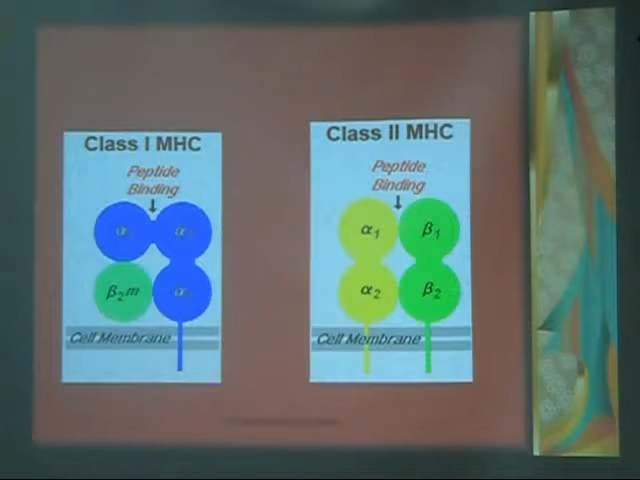 Class I MHC
Peptide
Binding
β2m
Cell Membrane
Class II MHC
Peptide
Binding
α1
β1
α2
β2
Cell Membrane